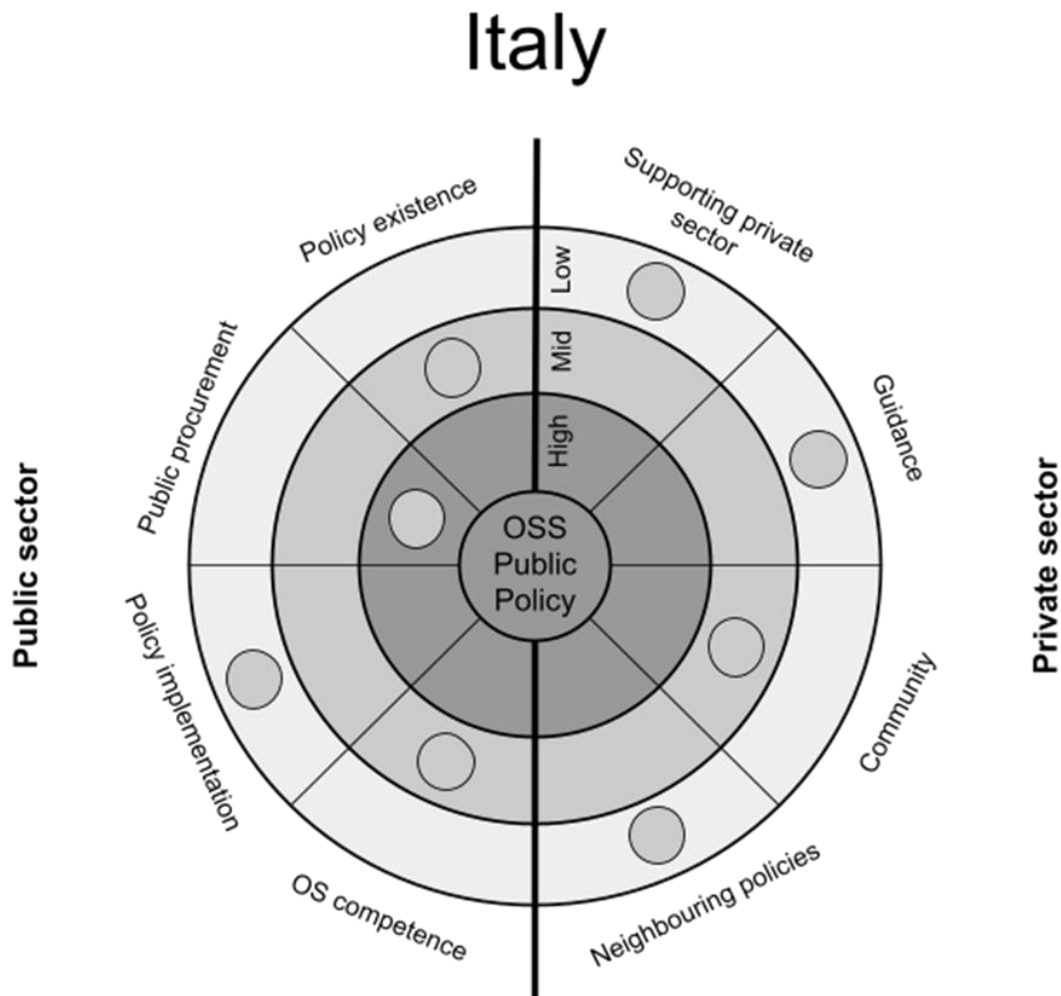 Italy
Policy existence
Supporting private
sector
Low
Mid
High
Public procurement
Guidance
Public sector
Private sector
OSS
Public
Policy
Policy implementation
Community
OS competence
Neighbouring policies